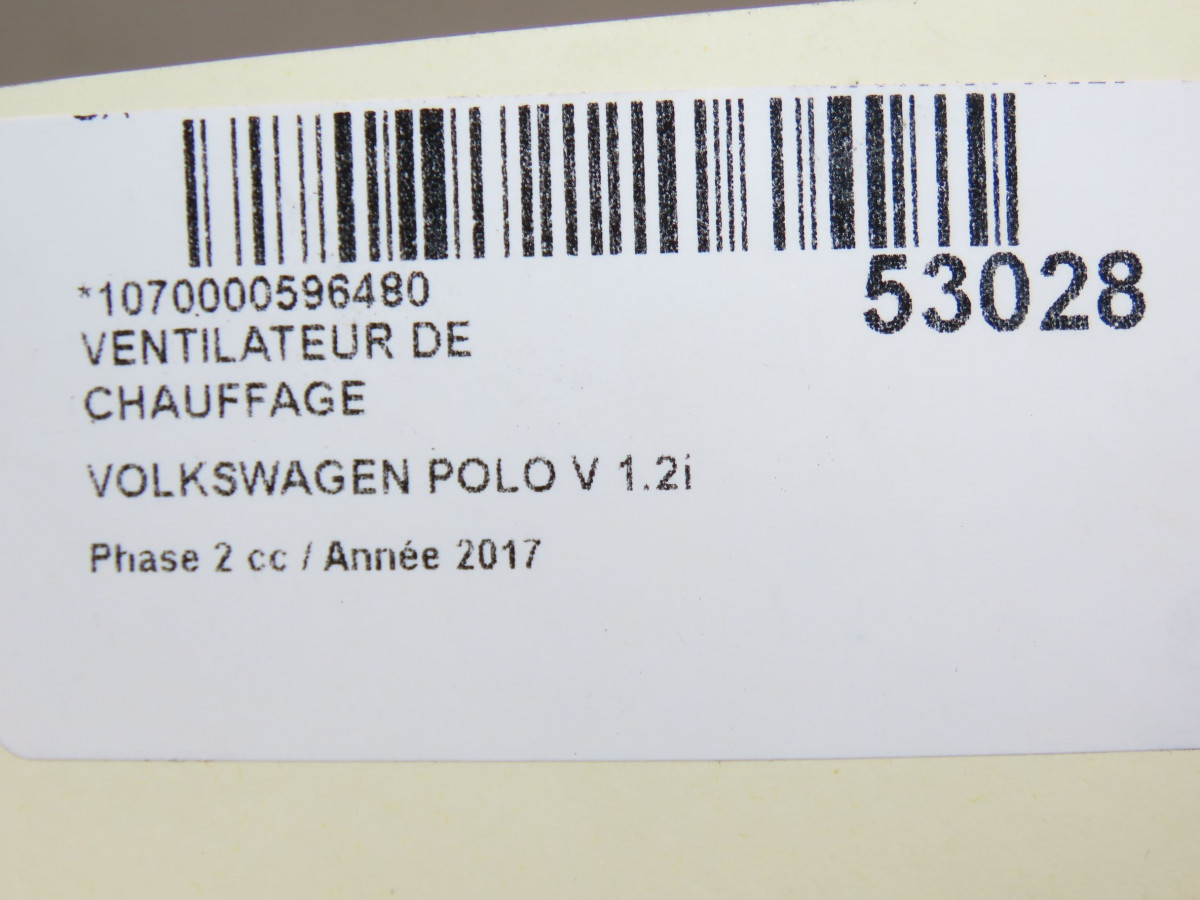 *1070000596480
53028
VENTILATEUR DE
CHAUFFAGE
VOLKSWAGEN POLO V 1.2i
Phase 2 cc / Année 2017